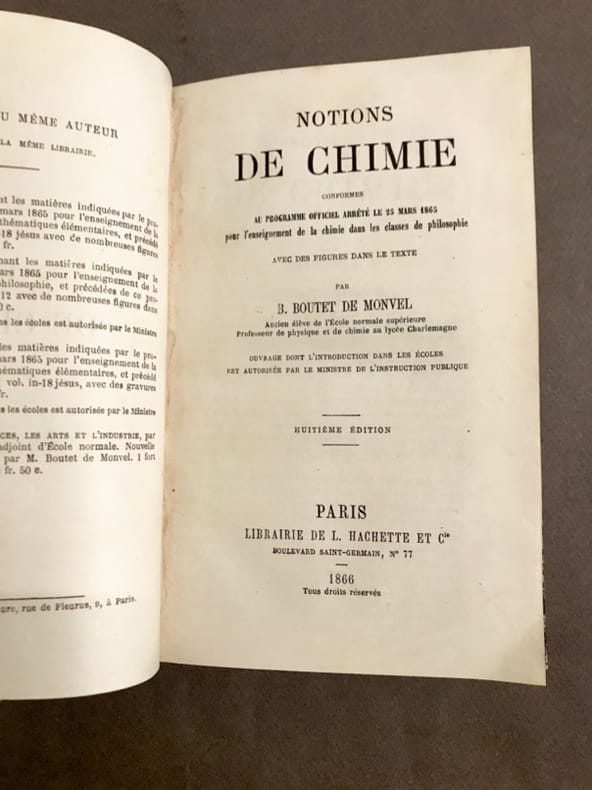 U MÊME AUTEUR
LA MÊME LIBRAIRIE.
nt les matières indiquées par le pro-
mars 1865 pour l'enseignement de la
thématiques élémentaires, et précédé
-18 jésus avec de nombreuses figures
fr.
nant les matières indiquées par le
ars 1865 pour l'enseignement de la
philosophie, et précédées de ce pro-
12 avec de nombreuses figures dans
0 c.
ns les écoles est autorisée par le Ministre
les matières indiquées par le pro-
mars 1865 pour l'enseignement de la
hématiques élémentaires, et précédé
vol. in-18 jésus, avec des gravures
fr.
s les écoles est autorisée par le Ministre
CES, LES ARTS ET L'INDUSTRIE, par
adjoint d'École normale. Nouvelle
par M. Boutet de Monvel. 1 fort
fr. 50 c.
ure, rue de Fleurus, 9, à Paris.
NOTIONS
DE CHIMIE
CONFORMES
AU PROGRAMME OFFICIEL ARRÊTÉ LE 25 MARS 1865
pour l'enseignement de la chimie dans les classes de philosophie
AVEC DES FIGURES DANS LE TEXTE
PAR
B. BOUTET DE MONVEL
Ancien élève de l'École normale supérieure
Professeur de physique et de chimie au lycée Charlemagne
OUVRAGE DONT L'INTRODUCTION DANS LES ÉCOLES
EST AUTORISÉE PAR LE MINISTRE DE L'INSTRUCTION PUBLIQUE
HUITIÈME ÉDITION
PARIS
LIBRAIRIE DE L. HACHETTE ET Cie
BOULEVARD SAINT-GERMAIN, N° 77
1866
Tous droits réservés